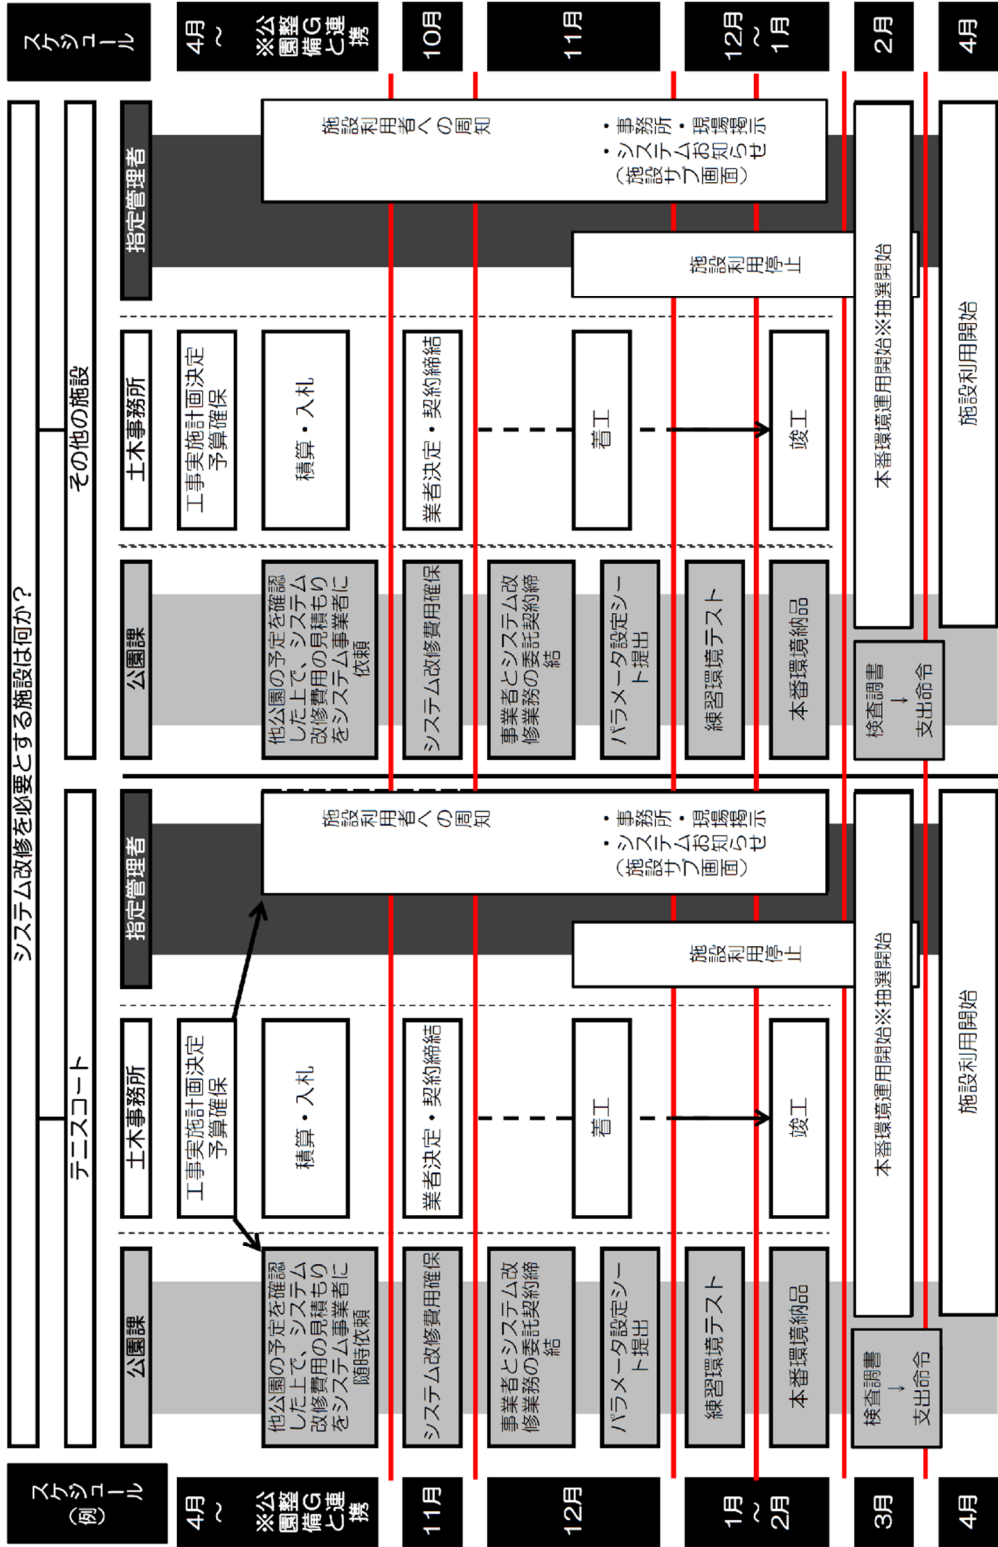 スケジュール
(例)
4月
～
※公
園整
備G
と連
携
11月
12月
1月
～
2月
3月
4月
システム改修を必要とする施設は何か？
テニスコート
公園課
他公園の予定を確認
した上で、システム
改修費用の見積もり
をシステム事業者に
随時依頼
システム改修費用確保
事業者とシステム改
修業務の委託契約締
結
パラメータ設定シー
ト提出
練習環境テスト
本番環境納品
検査調書
↓
支出命令
土木事務所
工事実施計画決定
予算確保
積算・入札
業者決定・契約締結
着工
竣工
指定管理者
施設利用者への周知
・事務所・現場掲示
・システムお知らせ
（施設サブ画面）
施設利用停止
本番環境運用開始※抽選開始
施設利用開始
その他の施設
公園課
他公園の予定を確認
した上で、システム
改修費用の見積もり
をシステム事業者に
依頼
システム改修費用確保
事業者とシステム改
修業務の委託契約締
結
パラメータ設定シー
ト提出
練習環境テスト
本番環境納品
検査調書
↓
支出命令
土木事務所
工事実施計画決定
予算確保
積算・入札
業者決定・契約締結
着工
竣工
指定管理者
施設利用者への周知
・事務所・現場掲示
・システムお知らせ
（施設サブ画面）
施設利用停止
本番環境運用開始※抽選開始
施設利用開始
スケジュール
4月
～
※公
園整
備G
と連
携
10月
11月
12月
～
1月
2月
4月